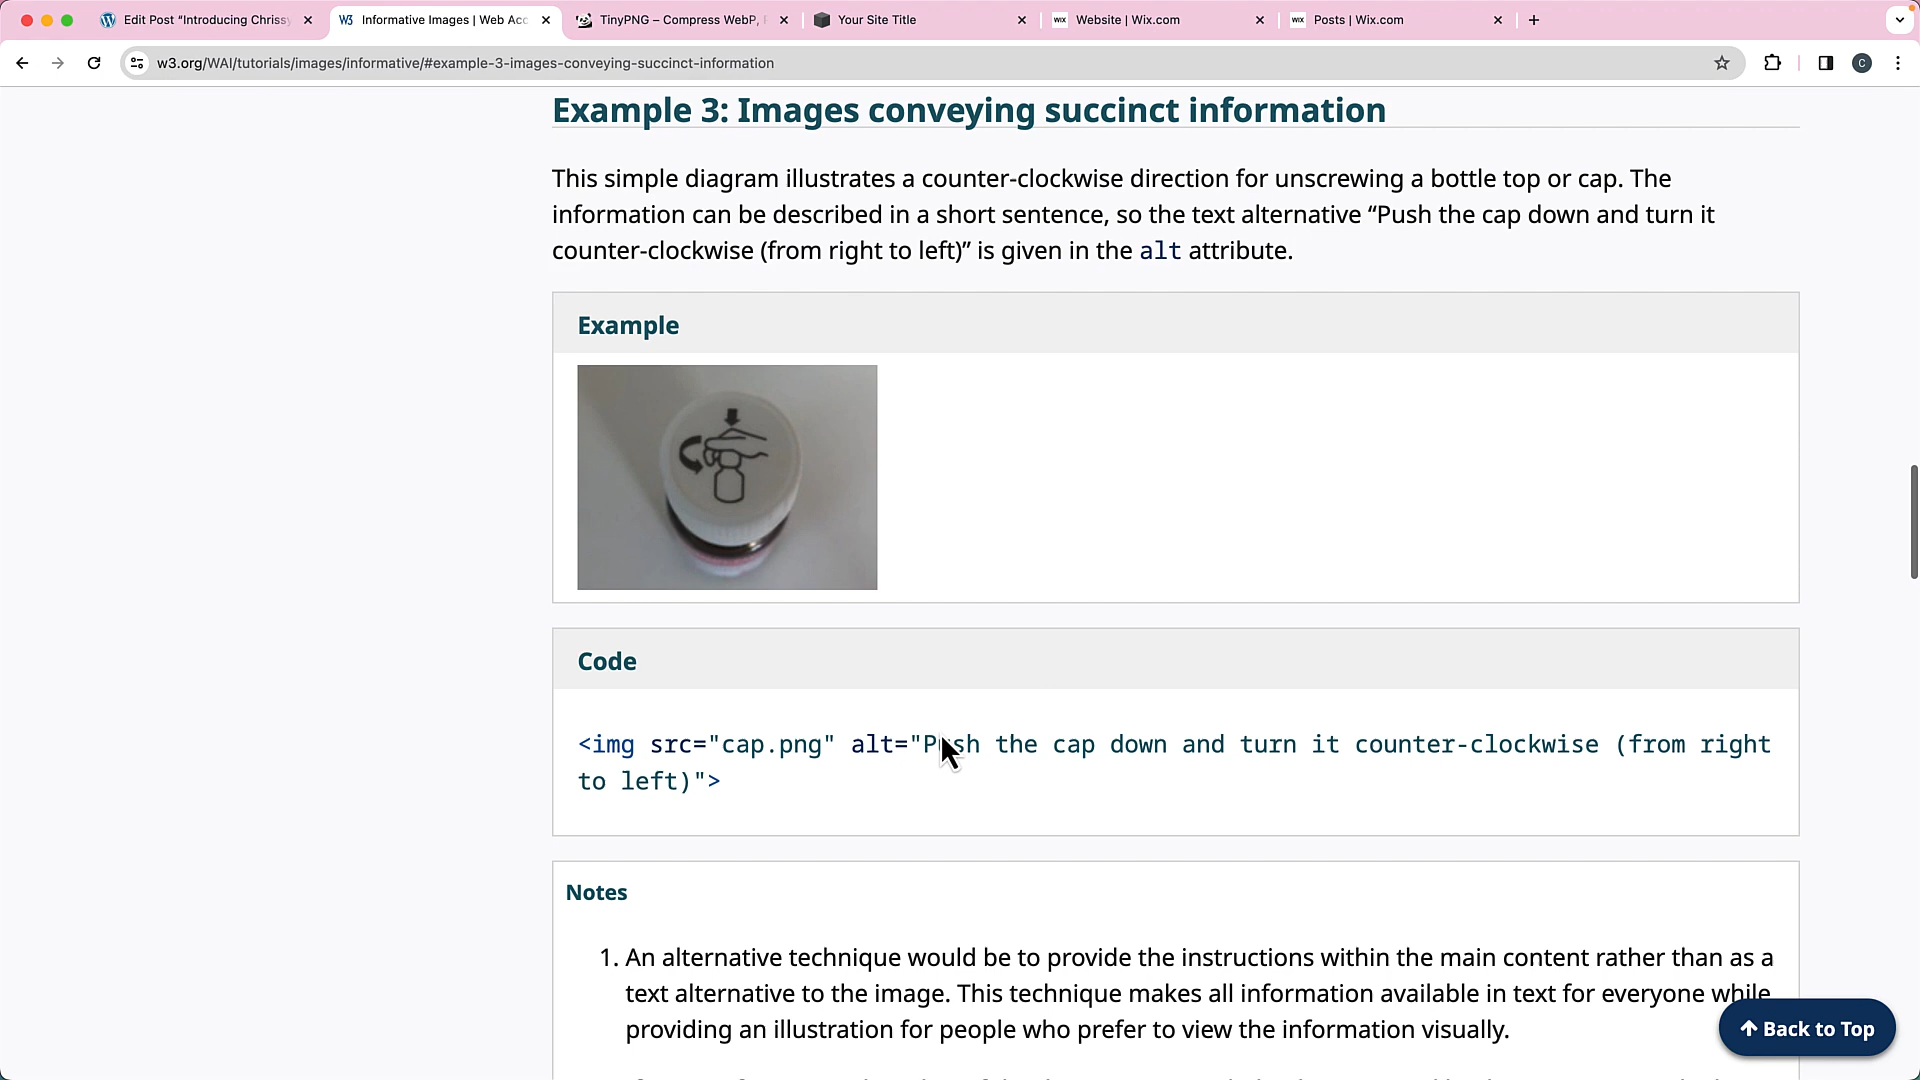 Edit Post “Introducing Chrissy
Informative Images | Web Acc
TinyPNG – Compress WebP,
Your Site Title
WIX Website | Wix.com
WIX Posts | Wix.com
w3.org/WAI/tutorials/images/informative/#example-3-images-conveying-succinct-information
C
Example 3: Images conveying succinct information
This simple diagram illustrates a counter-clockwise direction for unscrewing a bottle top or cap. The
information can be described in a short sentence, so the text alternative “Push the cap down and turn it
counter-clockwise (from right to left)” is given in the alt attribute.
Example
Code
<img src="cap.png" alt="Push the cap down and turn it counter-clockwise (from right
to left)">
Notes
1. An alternative technique would be to provide the instructions within the main content rather than as a
text alternative to the image. This technique makes all information available in text for everyone while
providing an illustration for people who prefer to view the information visually.
Back to Top